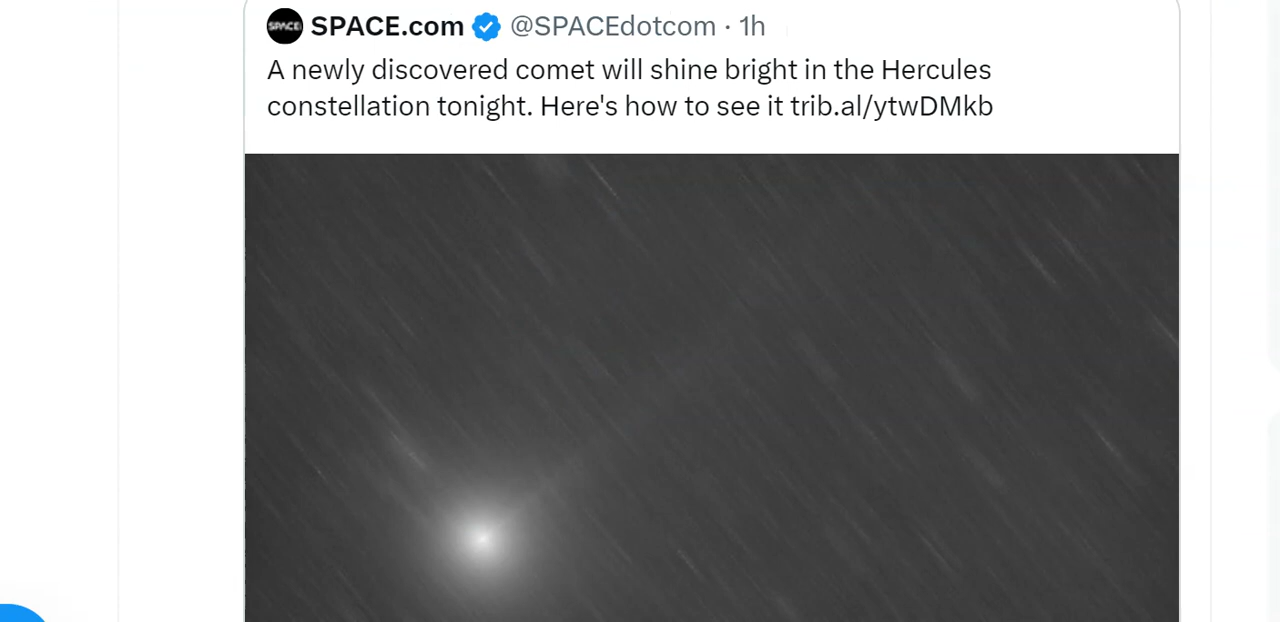 SPACE SPACE.com @SPACEdotcom · 1h
A newly discovered comet will shine bright in the Hercules
constellation tonight. Here's how to see it trib.al/ytwDMkb